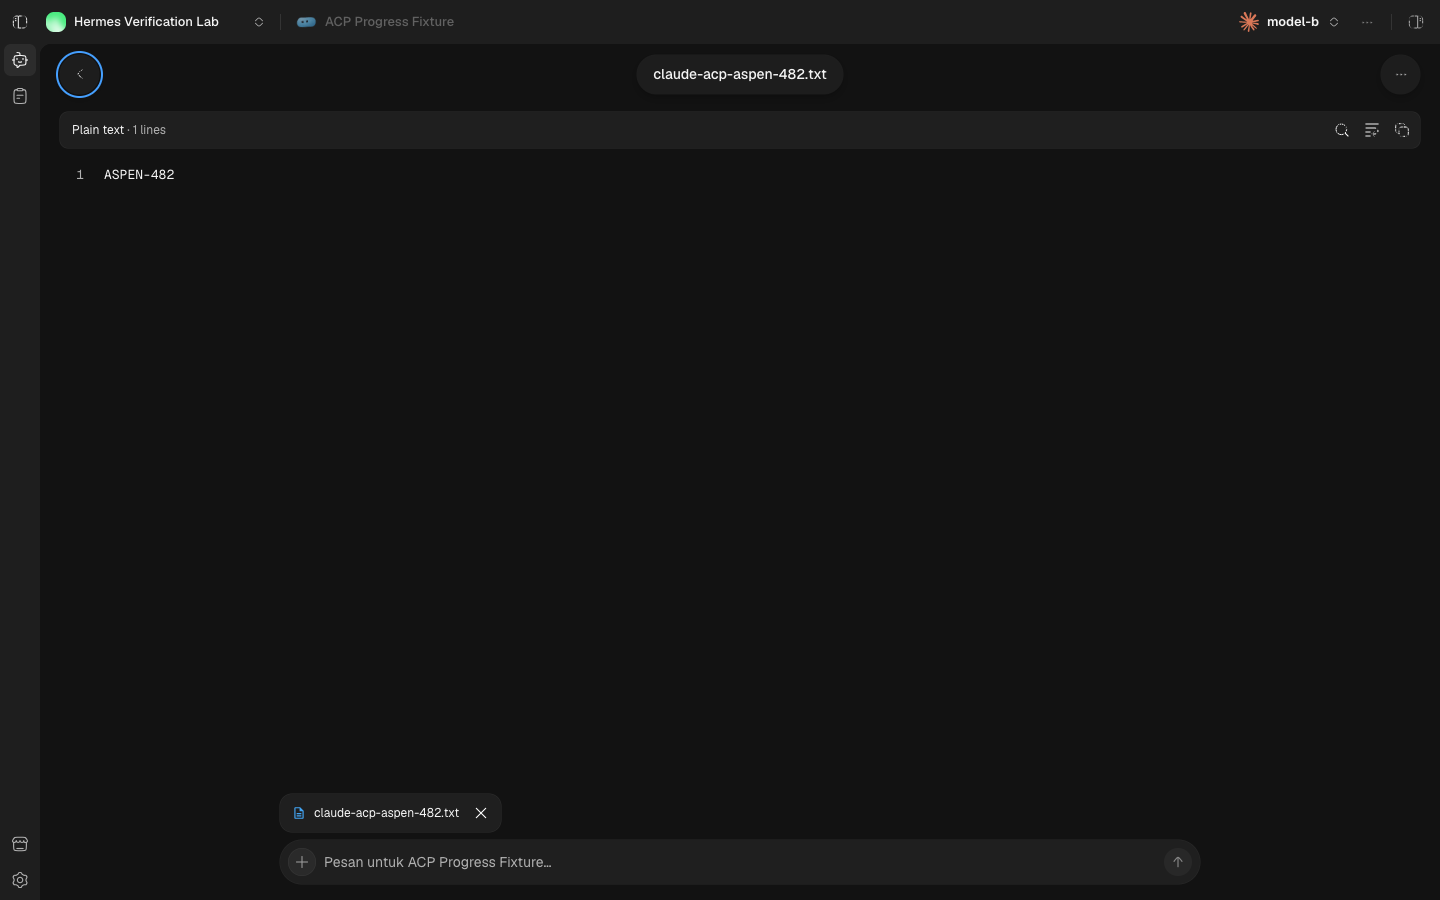 Hermes Verification Lab
ACP Progress Fixture
model-b
claude-acp-aspen-482.txt
Plain text · 1 lines
1 ASPEN-482
claude-acp-aspen-482.txt
Pesan untuk ACP Progress Fixture...